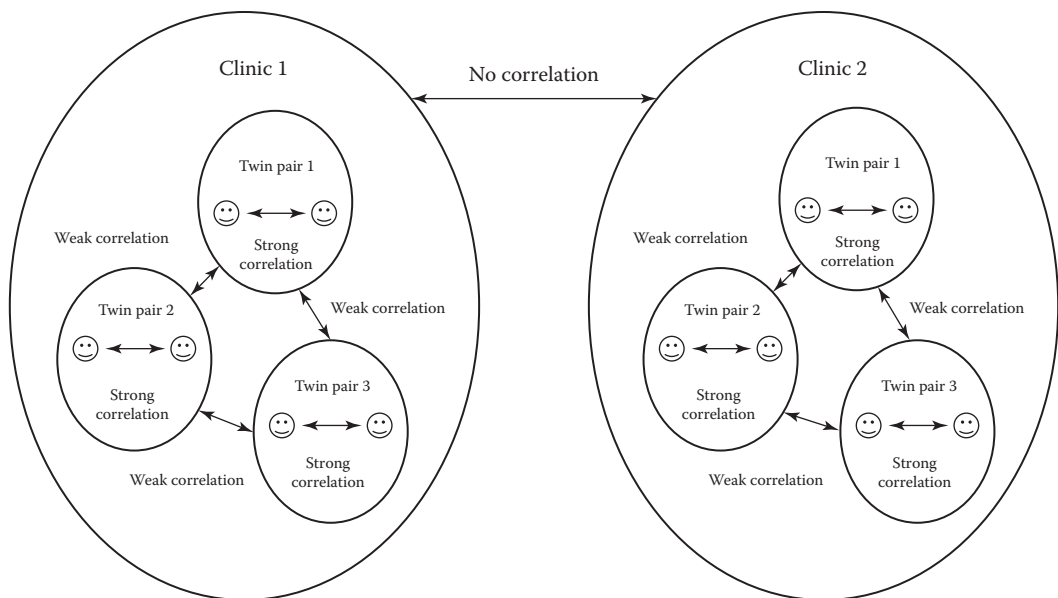 Clinic 1
No correlation
Clinic 2
Twin pair 1
Strong
correlation
Weak correlation
Twin pair 2
Strong
correlation
Weak correlation
Twin pair 3
Strong
correlation
Weak correlation
Twin pair 1
Strong
correlation
Weak correlation
Twin pair 2
Strong
correlation
Weak correlation
Twin pair 3
Strong
correlation
Weak correlation